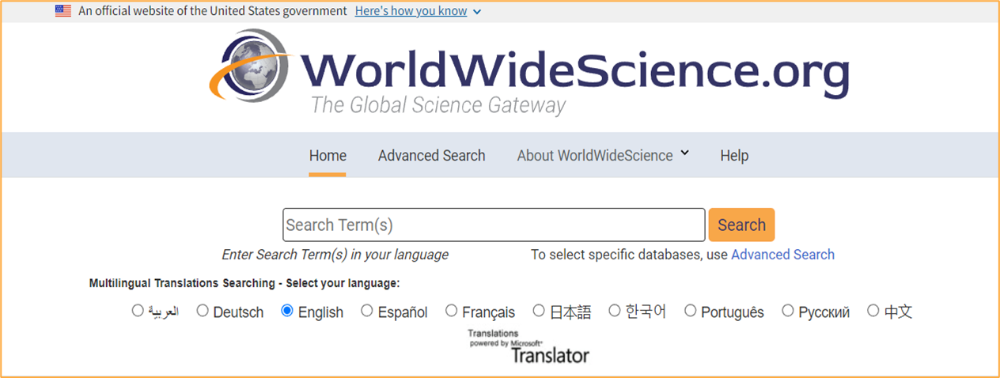 An official website of the United States government Here's how you know
WorldWideScience.org
The Global Science Gateway
Home Advanced Search About WorldWideScience Help
Search Term(s) Search
Enter Search Term(s) in your language To select specific databases, use Advanced Search
Multilingual Translations Searching - Select your language:
العربية Deutsch English Español Français 日本語 한국어 Português Русский 中文
Translations
powered by Microsoft®
Translator